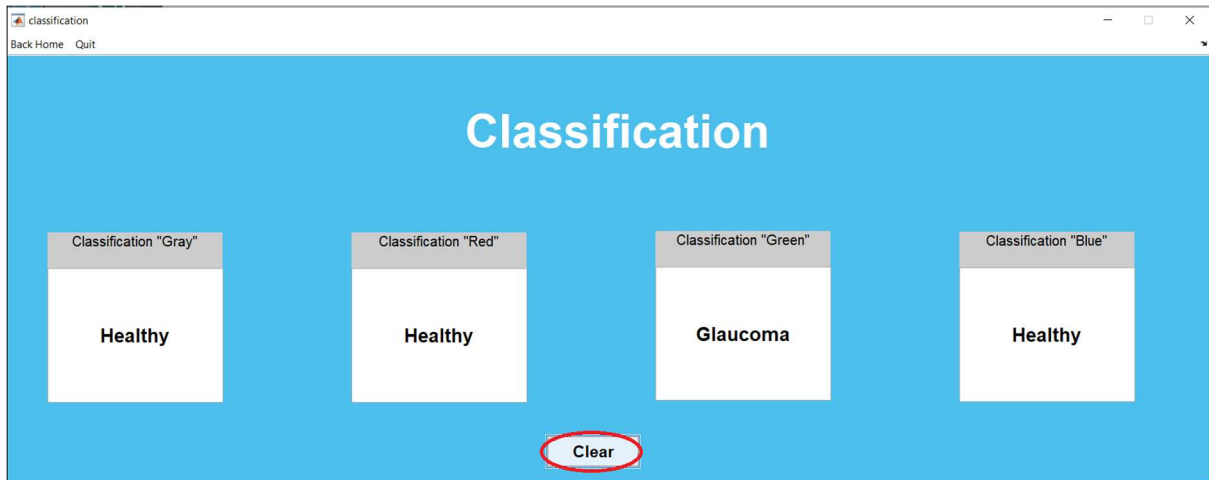 classification
Back Home Quit
Classification
Classification "Gray"
Healthy
Classification "Red"
Healthy
Classification "Green"
Glaucoma
Classification "Blue"
Healthy
Clear